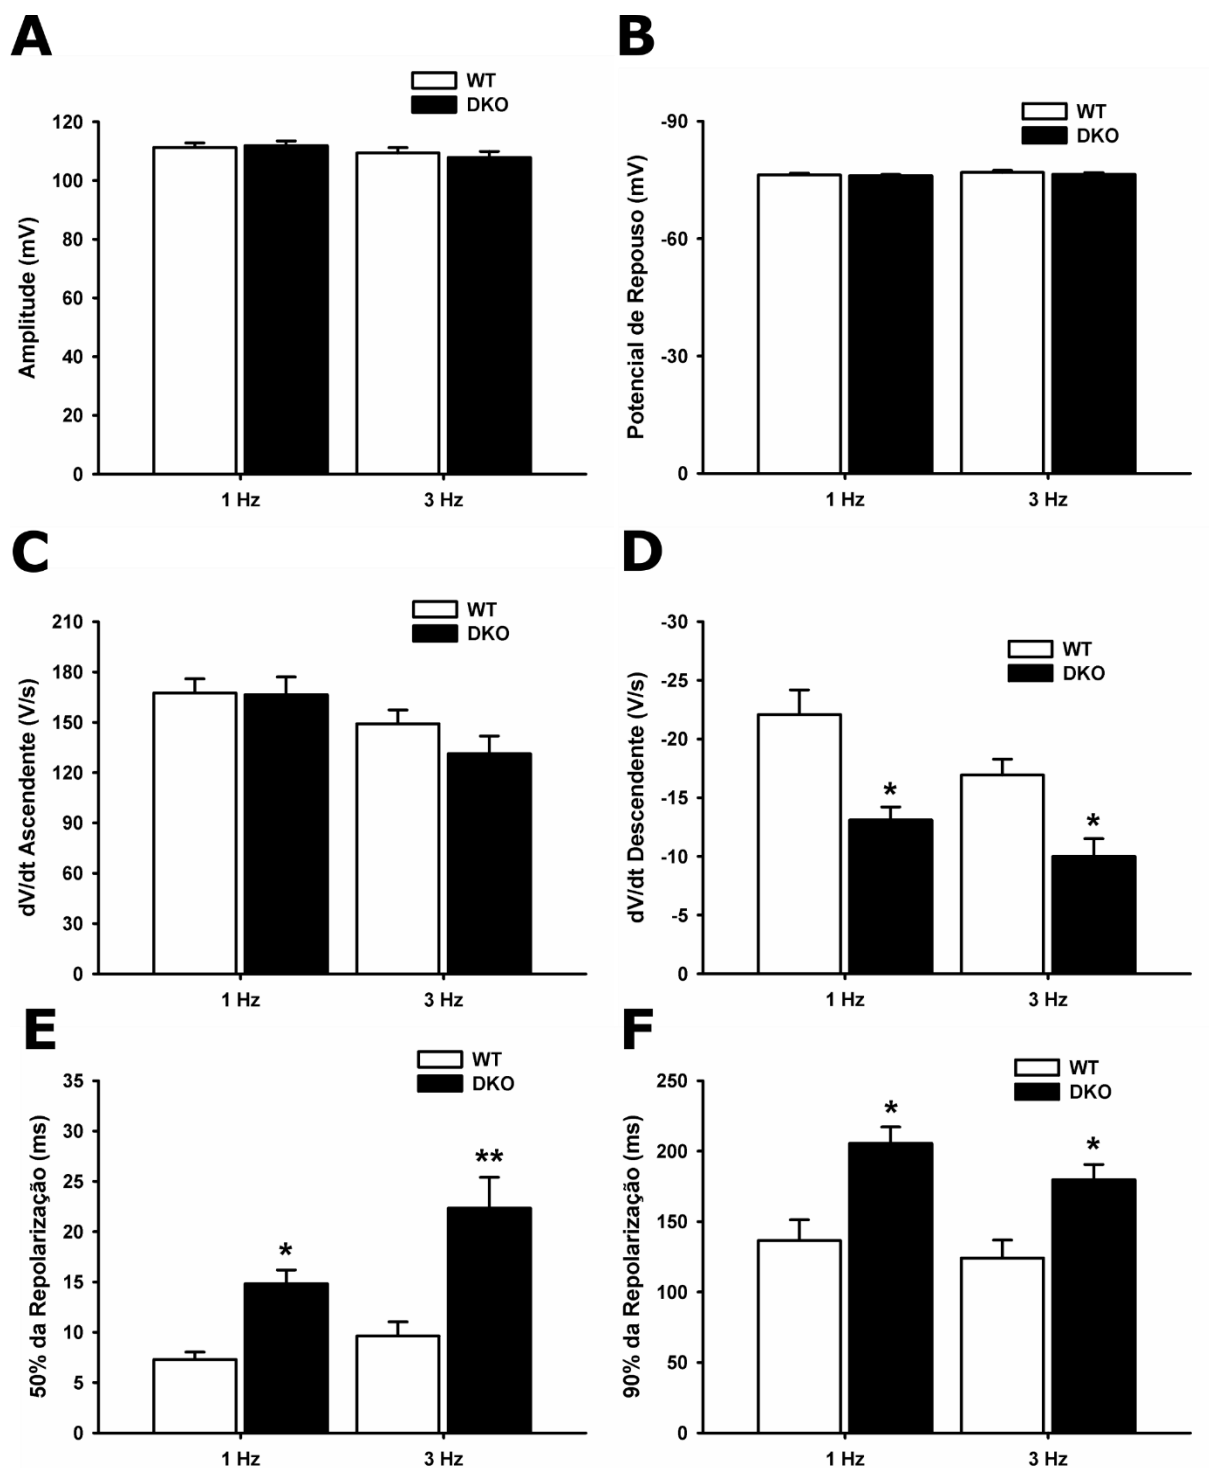 A
WT
DKO
Amplitude (mV)
120
100
80
60
40
20
0
1 Hz
3 Hz
B
WT
DKO
Potencial de Repouso (mV)
-90
-60
-30
0
1 Hz
3 Hz
C
WT
DKO
dV/dt Ascendente (V/s)
210
180
150
120
90
60
30
0
1 Hz
3 Hz
D
WT
DKO
dV/dt Descendente (V/s)
-30
-25
-20
-15
-10
-5
0
*
*
1 Hz
3 Hz
E
WT
DKO
50% da Repolarização (ms)
35
30
25
20
15
10
5
0
*
**
1 Hz
3 Hz
F
WT
DKO
90% da Repolarização (ms)
250
200
150
100
50
0
*
*
1 Hz
3 Hz